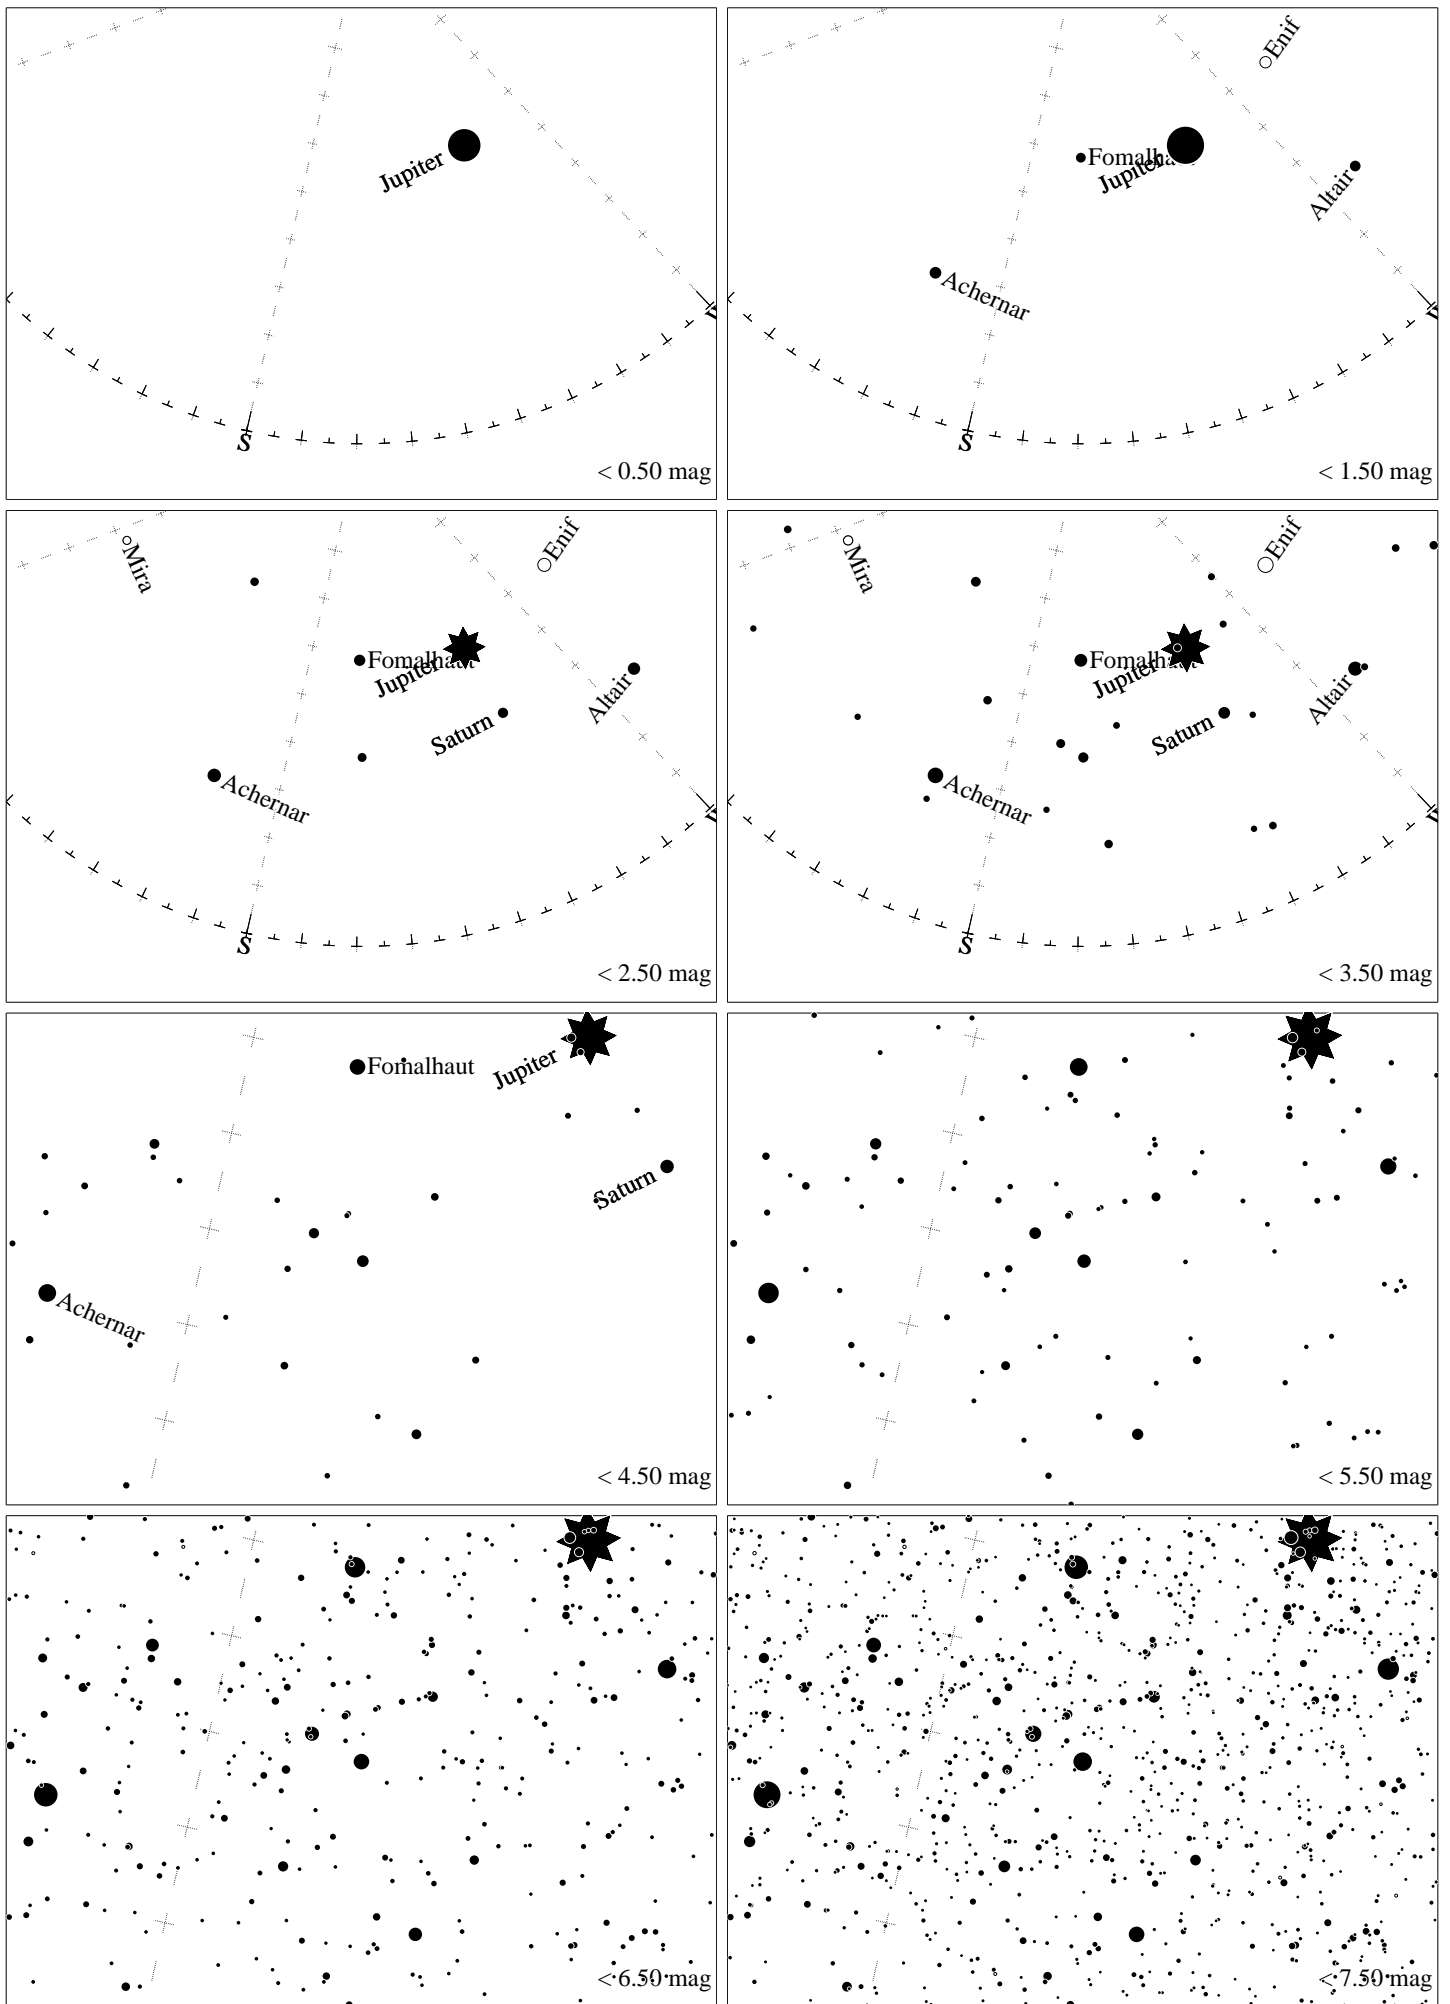 Jupiter
S
< 0.50 mag
Enif
Fomalhaut
Jupiter
Altair
Achernar
S
< 1.50 mag
Mira
Enif
Fomalhaut
Jupiter
Altair
Saturn
Achernar
S
< 2.50 mag
Mira
Enif
Fomalhaut
Jupiter
Altair
Saturn
Achernar
S
< 3.50 mag
Fomalhaut
Jupiter
Saturn
Achernar
< 4.50 mag
< 5.50 mag
< 6.50 mag
< 7.50 mag